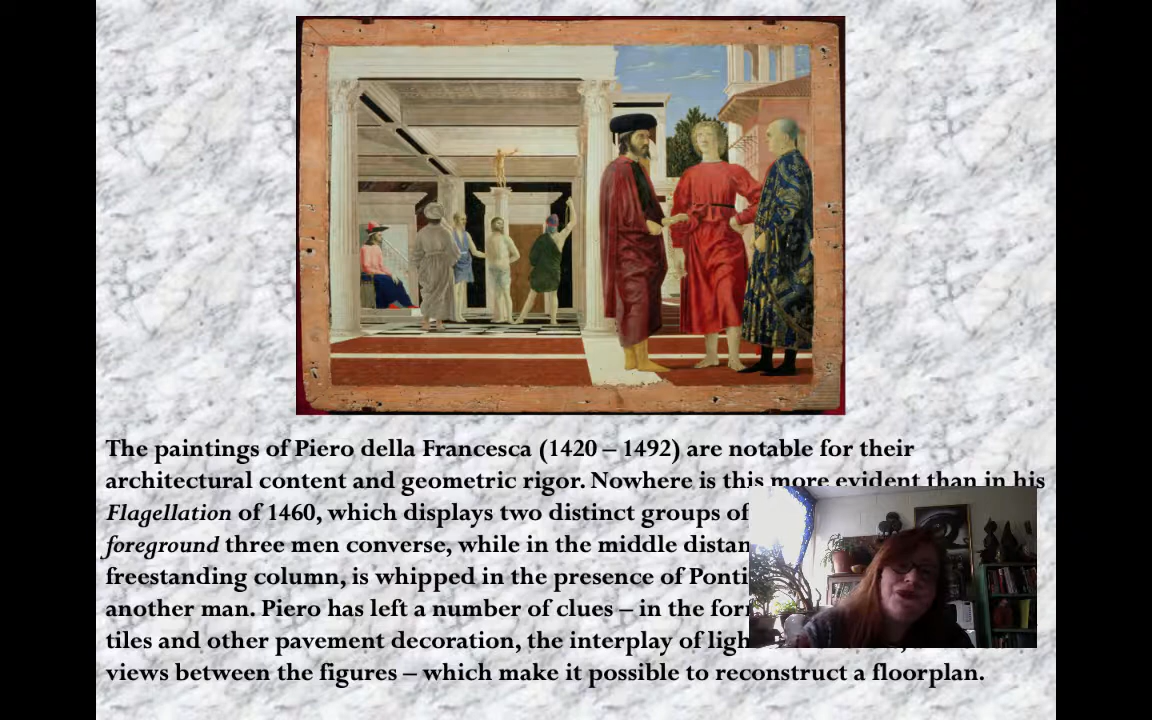 The paintings of Piero della Francesca (1420 – 1492) are notable for their
architectural content and geometric rigor. Nowhere is this more evident than in his
Flagellation of 1460, which displays two distinct groups of
foreground three men converse, while in the middle
freestanding column, is whipped in the presence of
another man. Piero has left a number of clues – in the
tiles and other pavement decoration, the interplay of
views between the figures – which make it possible to reconstruct a floorplan.